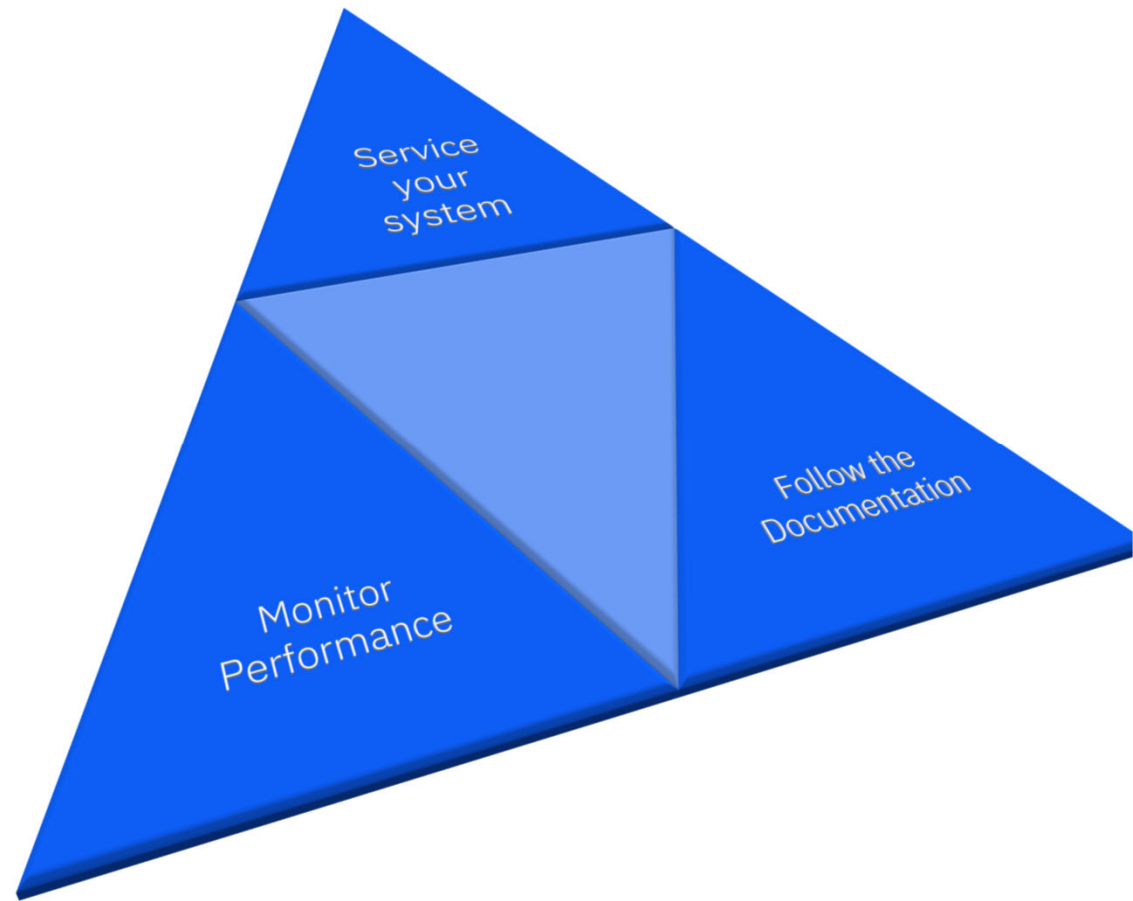 Service
your
system
Monitor
Performance
Follow the
Documentation